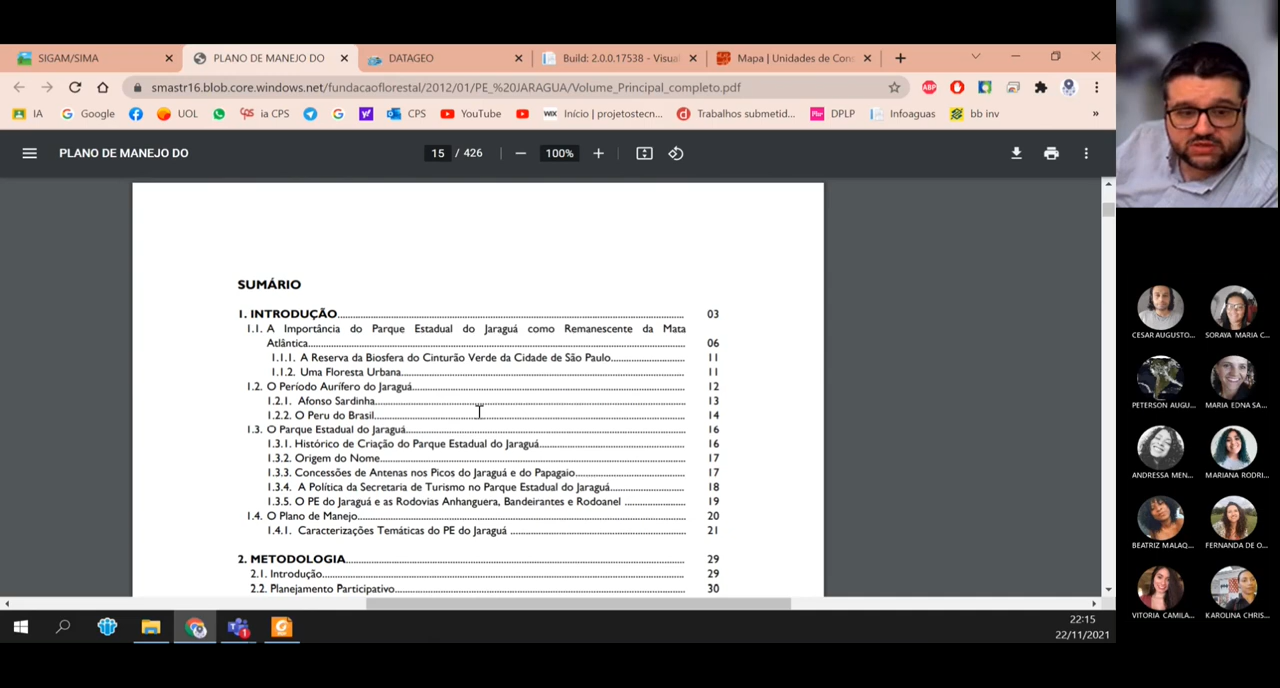 SIGAM/SIMA
PLANO DE MANEJO DO
DATAGEO
Build: 2.0.0.17538 - Visual
Mapa | Unidades de Con
smastr16.blob.core.windows.net/fundacaoflorestal/2012/01/PE_%20JARAGUA/Volume_Principal_completo.pdf
ABP
IA
Google
UOL
ia CPS
CPS
YouTube
WIX
Início | projetostecn...
Trabalhos submetid...
DPLP
Infoaguas
bb inv
»
PLANO DE MANEJO DO
15 / 426
100%
SUMÁRIO
1. INTRODUÇÃO 03
1.1. A Importância do Parque Estadual do Jaraguá como Remanescente da Mata
Atlântica 06
1.1.1. A Reserva da Biosfera do Cinturão Verde da Cidade de São Paulo 11
1.1.2. Uma Floresta Urbana 11
1.2. O Período Aurífero do Jaraguá 12
1.2.1. Afonso Sardinha 13
1.2.2. O Peru do Brasil 14
1.3. O Parque Estadual do Jaraguá 16
1.3.1. Histórico de Criação do Parque Estadual do Jaraguá 16
1.3.2. Origem do Nome 17
1.3.3. Concessões de Antenas nos Picos do Jaraguá e do Papagaio 17
1.3.4. A Política da Secretaria de Turismo no Parque Estadual do Jaraguá 18
1.3.5. O PE do Jaraguá e as Rodovias Anhanguera, Bandeirantes e Rodoanel 19
1.4. O Plano de Manejo 20
1.4.1. Caracterizações Temáticas do PE do Jaraguá 21
2. METODOLOGIA 29
2.1. Introdução 29
2.2. Planejamento Participativo 30
CESAR AUGUSTO...
SORAYA MARIA C...
PETERSON AUGU...
MARIA EDNA SA...
ANDRESSA MEN...
MARIANA RODRI...
BEATRIZ MALAQ...
FERNANDA DE O...
VITORIA CAMILA...
KAROLINA CHRIS...
22:15
22/11/2021